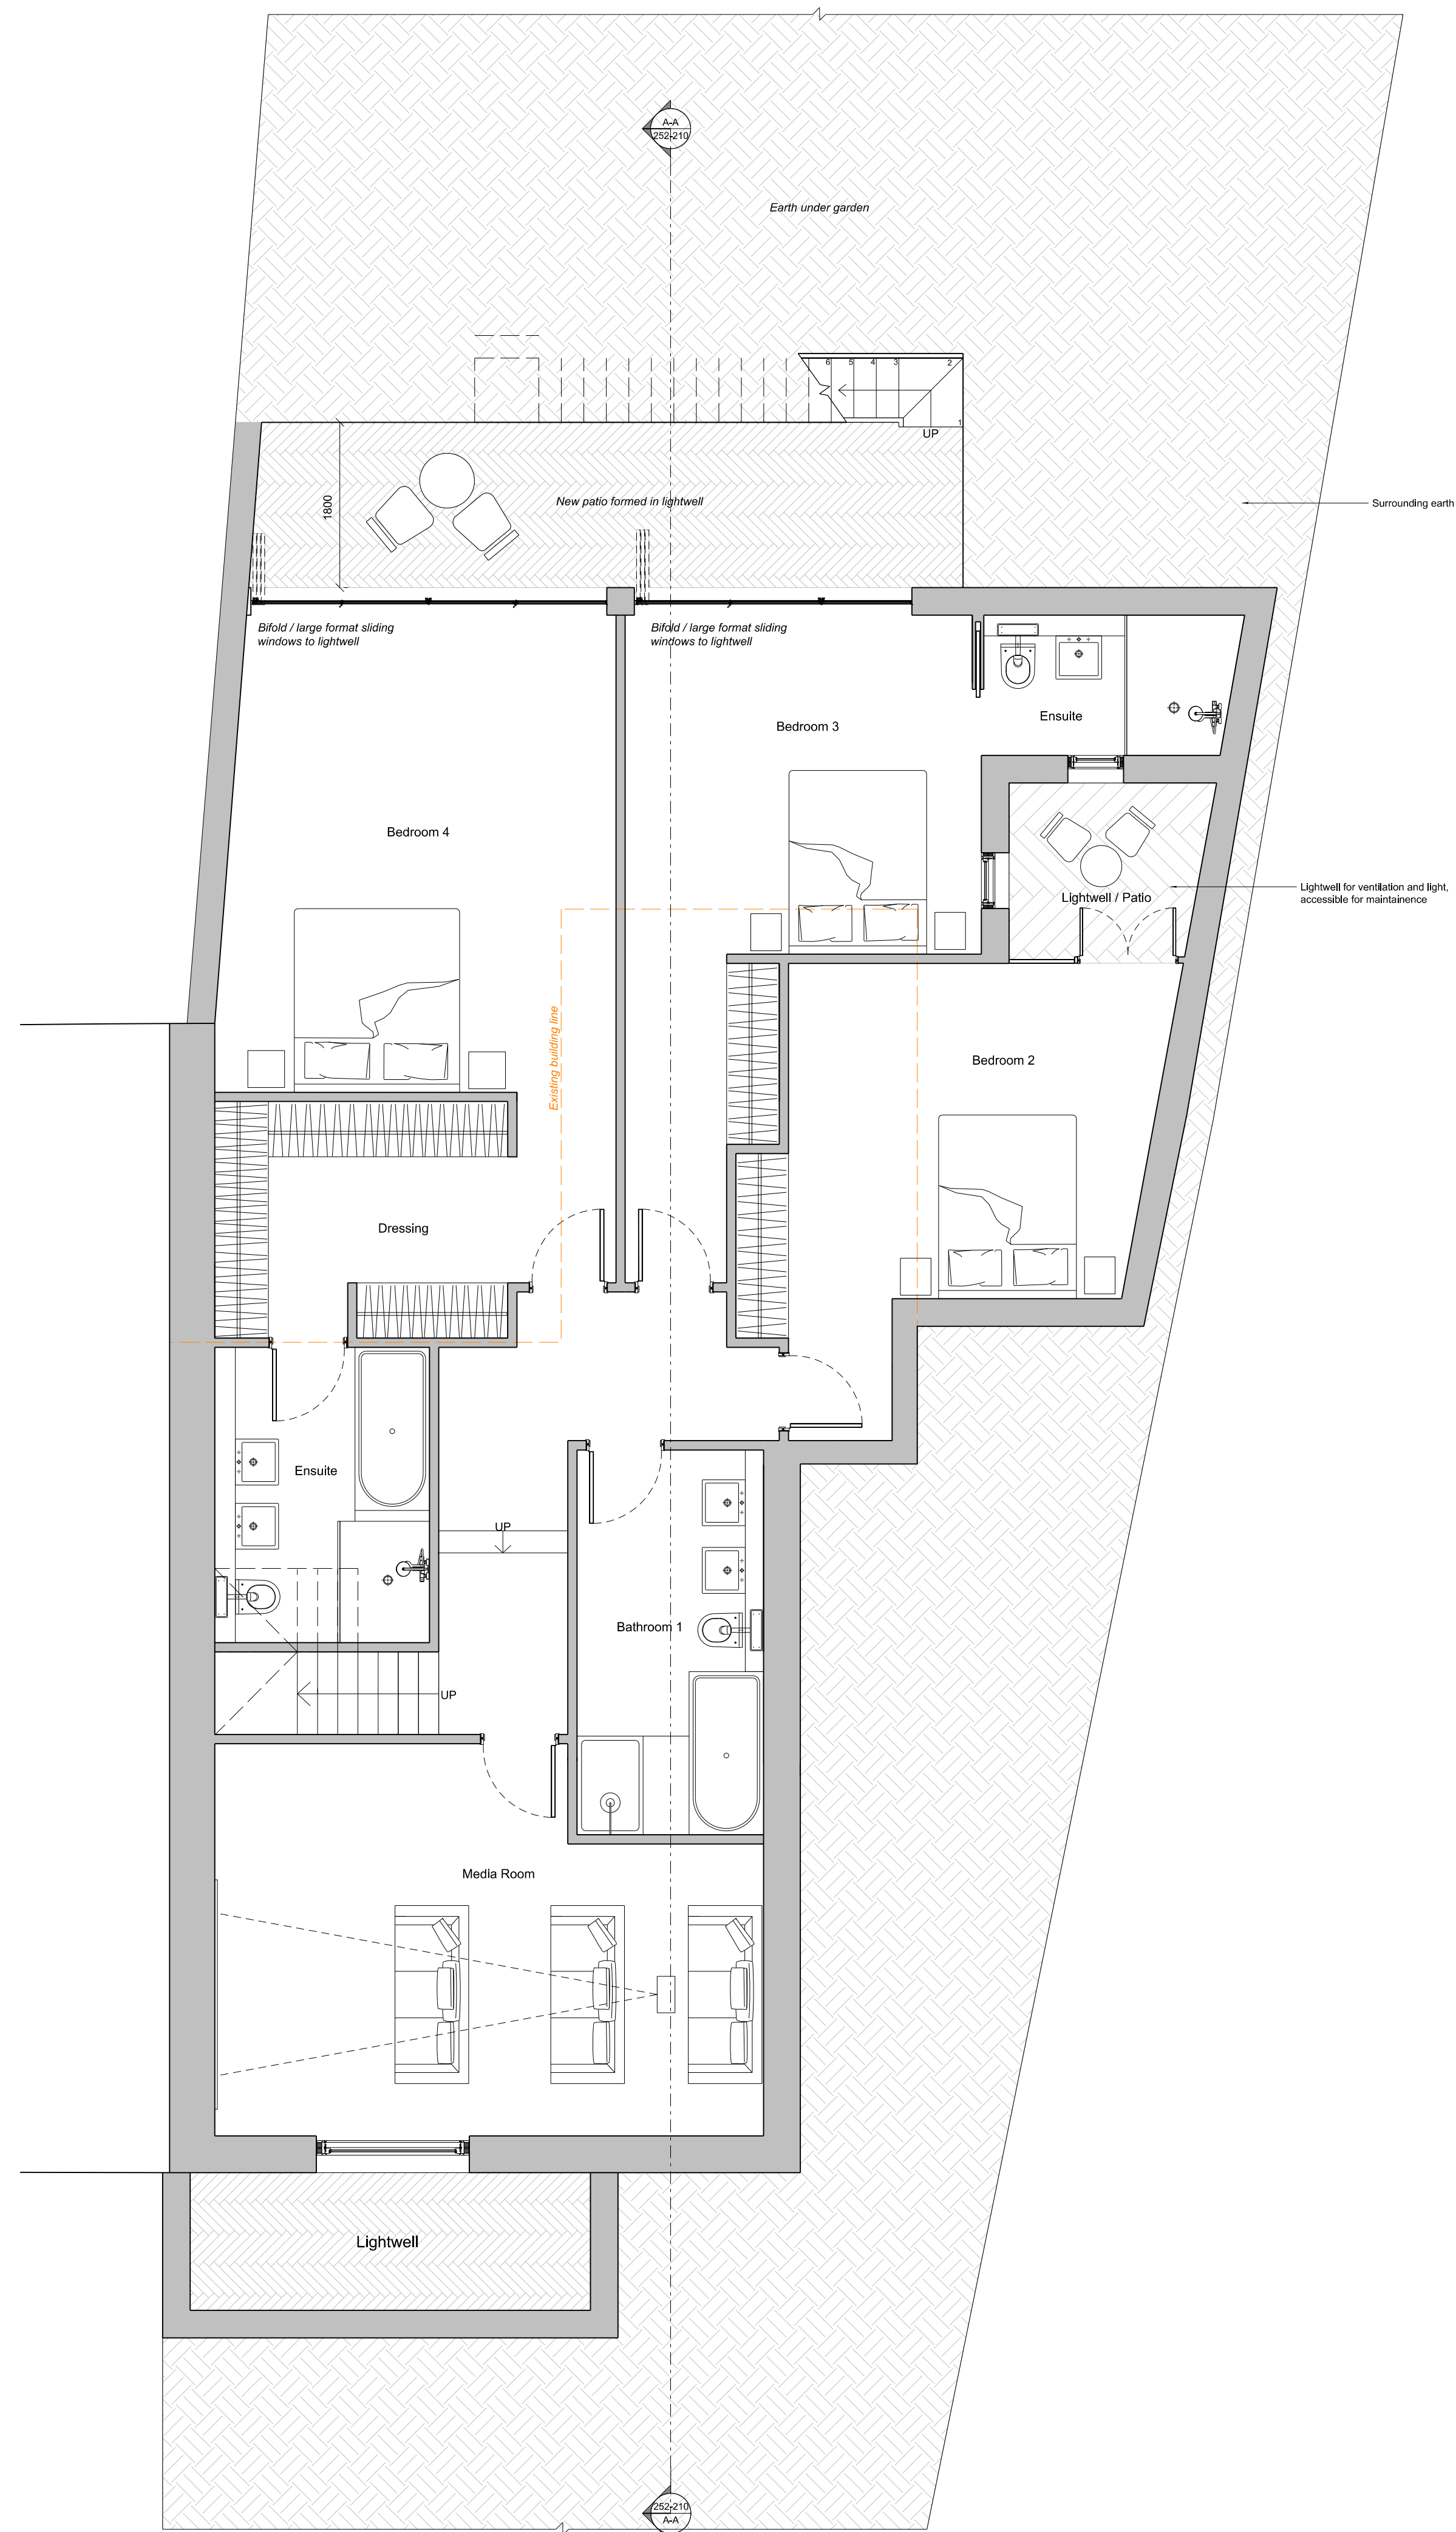 A-A
252-210
Earth under garden
6
5
4
3
2
1
UP
1800
New patio formed in lightwell
Surrounding earth
Bifold / large format sliding
windows to lightwell
Bifold / large format sliding
windows to lightwell
Ensuite
Bedroom 3
Bedroom 4
Lightwell / Patio
Lightwell for ventilation and light,
accessible for maintainence
Existing building line
Bedroom 2
Dressing
Ensuite
UP
Bathroom 1
UP
Media Room
Lightwell
252-210
A-A